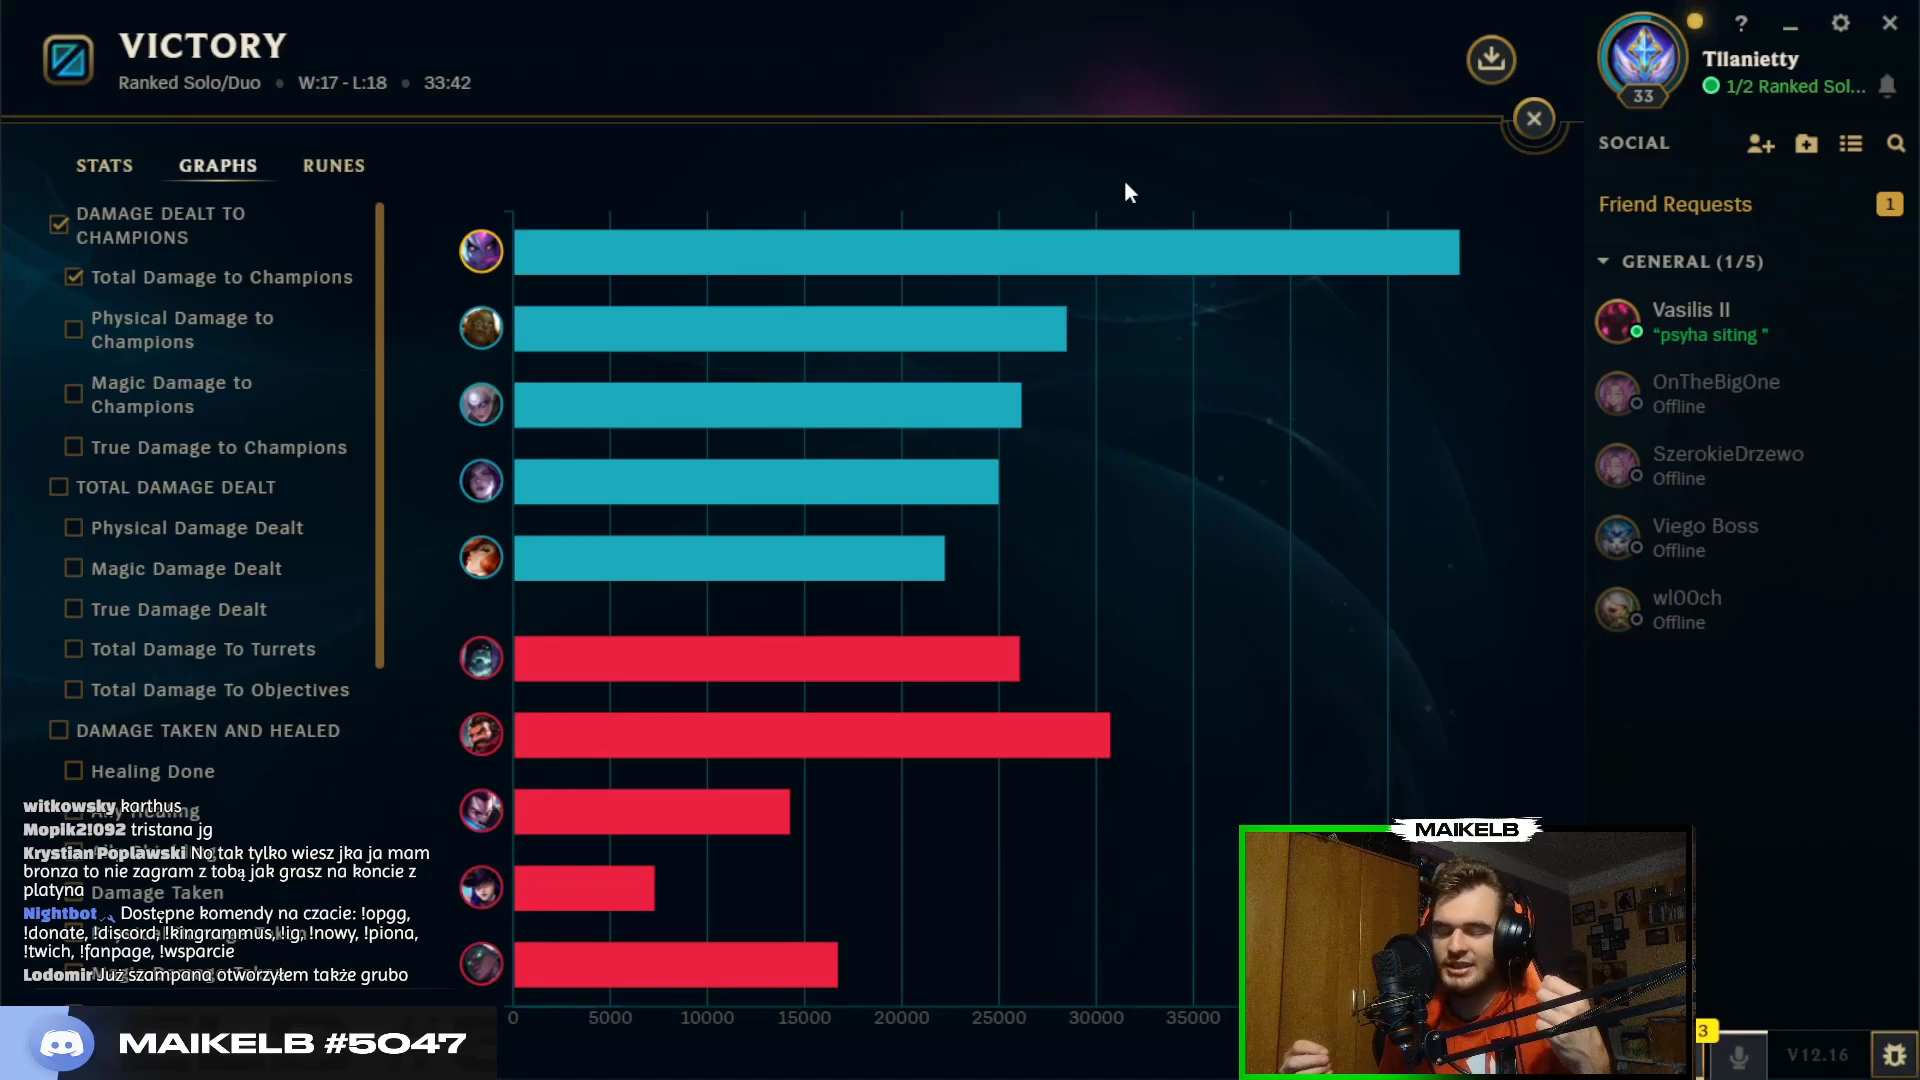 VICTORY
Ranked Solo/Duo • W:17 - L:18 • 33:42
STATS GRAPHS RUNES
DAMAGE DEALT TO
CHAMPIONS
Total Damage to Champions
Physical Damage to
Champions
Magic Damage to
Champions
True Damage to Champions
TOTAL DAMAGE DEALT
Physical Damage Dealt
Magic Damage Dealt
True Damage Dealt
Total Damage To Turrets
Total Damage To Objectives
DAMAGE TAKEN AND HEALED
Healing Done
Damage Taken
witkowsky karthus
Mopik2!092 tristana jg
Krystian Poplawski No tak tylko wiesz jka ja mam
bronza to nie zagram z tobą jak grasz na koncie z
platyna
Nightbot Dostępne komendy na czacie: !opgg,
!donate, !discord, !kingrammus, !ig, !nowy, !piona,
!twich, !fanpage, !wsparcie
Lodomir Już szampana otworzyłem także grubo
MAIKELB #5047
0 5000 10000 15000 20000 25000 30000 35000
MAIKELB
33
Tllanietty
1/2 Ranked Sol...
SOCIAL
Friend Requests 1
GENERAL (1/5)
Vasilis II
“psyha siting ”
OnTheBigOne
Offline
SzerokieDrzewo
Offline
Viego Boss
Offline
wl00ch
Offline
3
V12.16